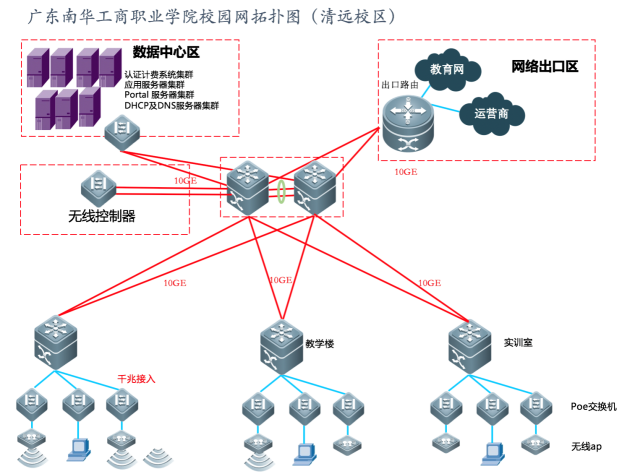 广东南华工商职业学院校园网拓扑图（清远校区）
数据中心区
认证计费系统集群
应用服务器集群
Portal 服务器集群
DHCP及DNS服务器集群
网络出口区
教育网
出口路由
运营商
10GE
10GE
无线控制器
10GE
10GE
10GE
教学楼
实训室
千兆接入
Poe交换机
无线ap